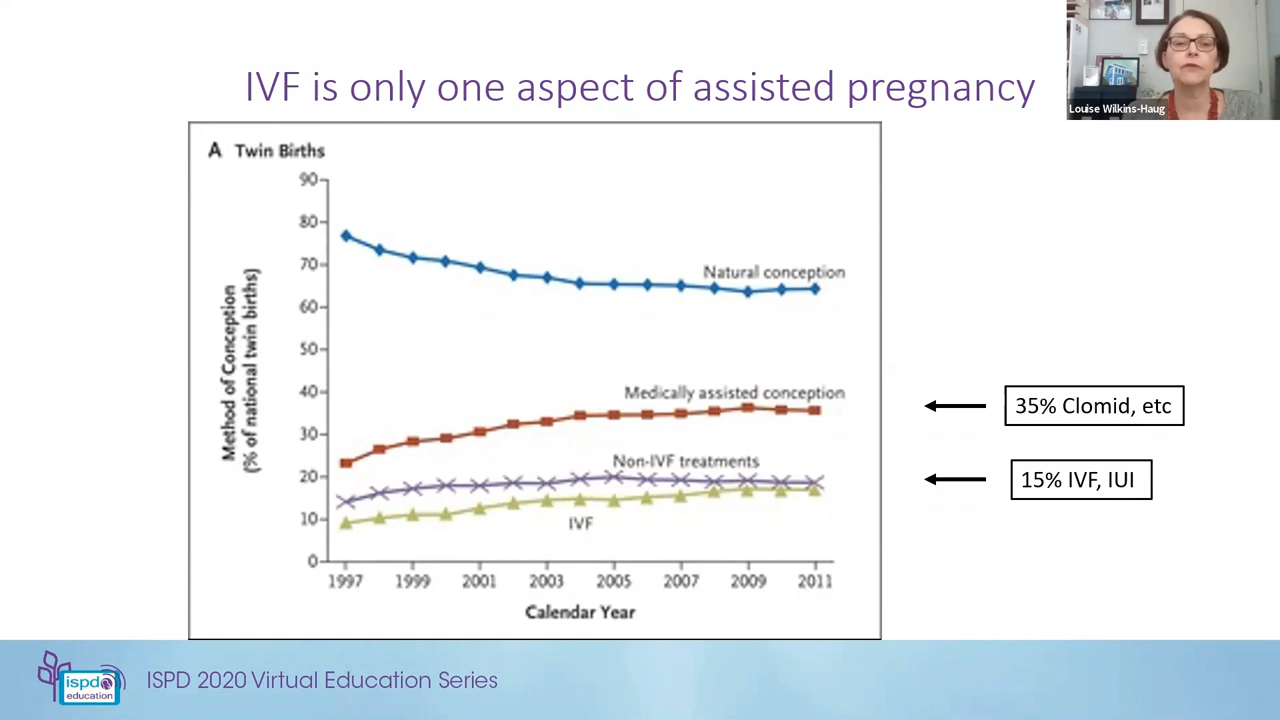 IVF is only one aspect of assisted pregnancy
Louise Wilkins-Haug
A Twin Births
Method of Conception
(% of national twin births)
90
80
70
60
50
40
30
20
10
0
Natural conception
Medically assisted conception
Non-IVF treatments
IVF
1997 1999 2001 2003 2005 2007 2009 2011
Calendar Year
35% Clomid, etc
15% IVF, IUI
ispd
education
ISPD 2020 Virtual Education Series